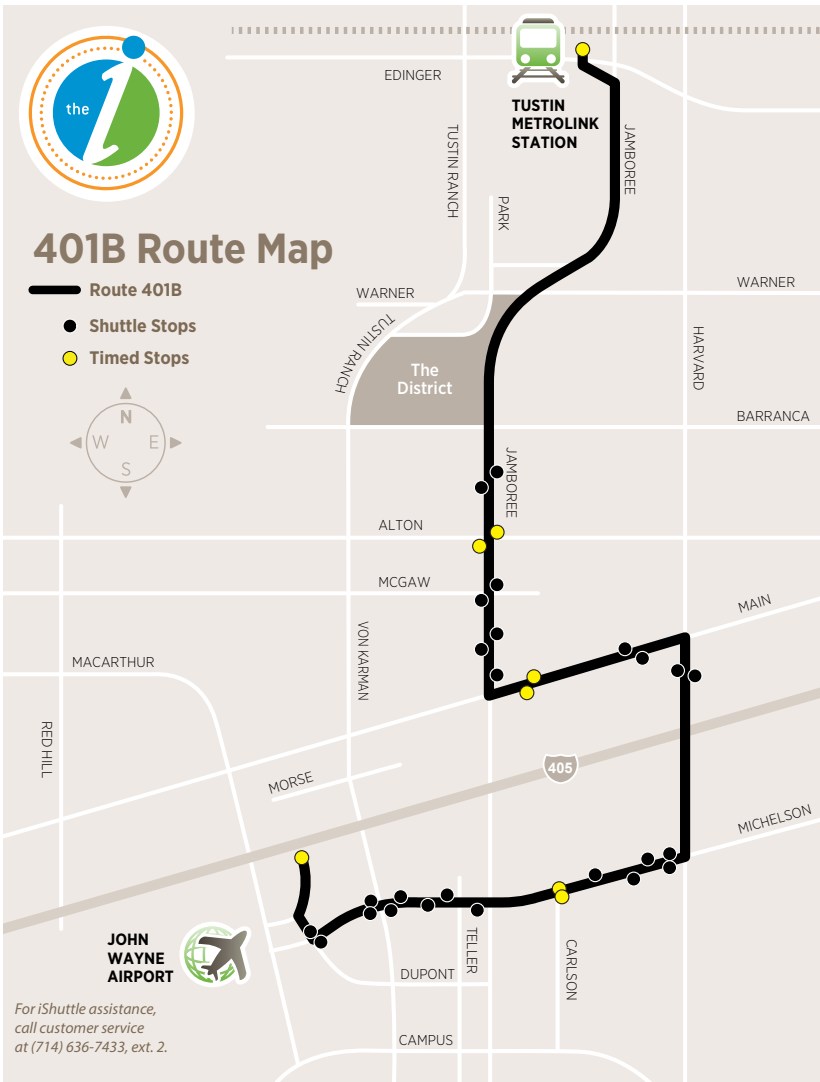 the i
EDINGER
TUSTIN
METROLINK
STATION
JAMBOREE
TUSTIN RANCH
PARK
401B Route Map
Route 401B
Shuttle Stops
Timed Stops
WARNER
WARNER
TUSTIN RANCH
The
District
HARVARD
BARRANCA
N
W E
S
JAMBOREE
ALTON
MCGAW
MAIN
VON KARMAN
MACARTHUR
RED HILL
405
MORSE
MICHELSON
JOHN
WAYNE
AIRPORT
TELLER
CARLSON
DUPONT
For iShuttle assistance,
call customer service
at (714) 636-7433, ext. 2.
CAMPUS